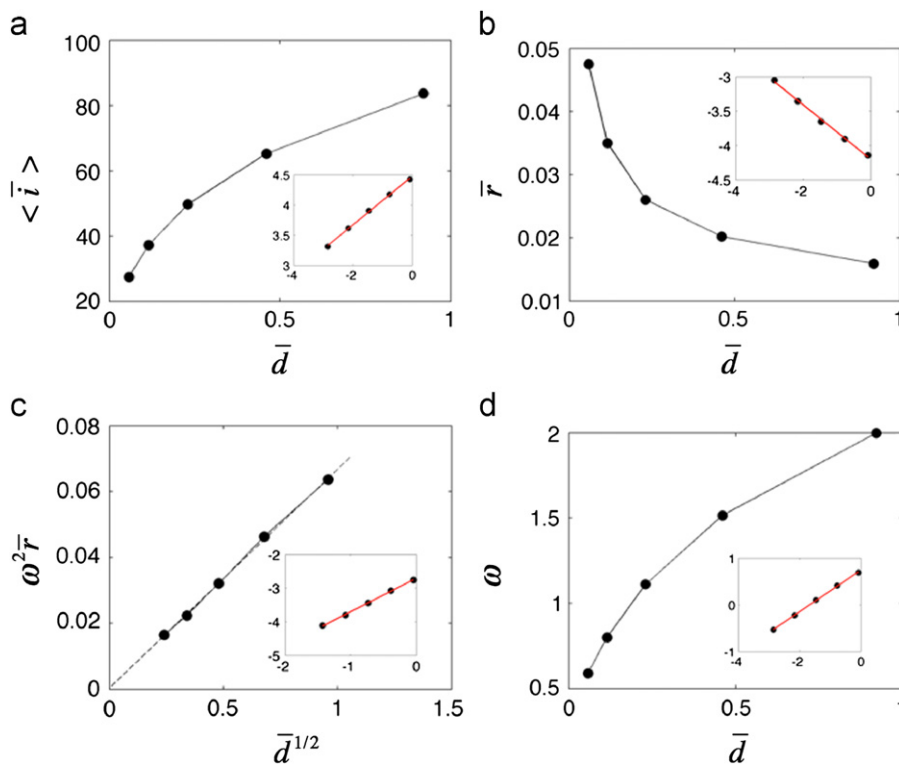 a
100
80
60
40
20
< i̅ >
4.5
4
3.5
3
-4 -2 0
0 0.5 1
d̅
b
0.05
0.04
0.03
0.02
0.01
r̅
-3
-3.5
-4
-4.5
-4 -2 0
0 0.5 1
d̅
c
0.08
0.06
0.04
0.02
0
ω²r̅
-2
-3
-4
-5
-2 -1 0
0 0.5 1 1.5
d̅ 1/2
d
2
1.5
1
0.5
ω
1
0
-1
-4 -2 0
0 0.5 1
d̅